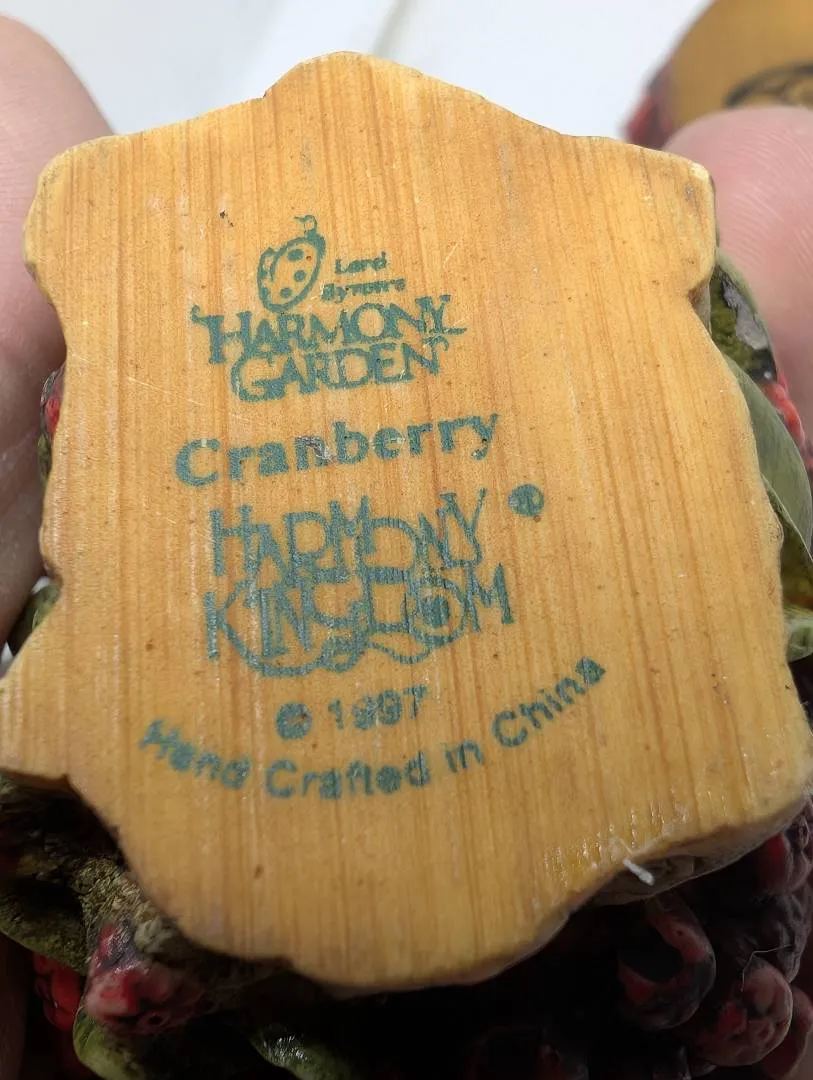 Lord
Byron's
HARMONY
GARDEN
Cranberry
HARMONY
KINGDOM ®
© 1997
Hand Crafted in China